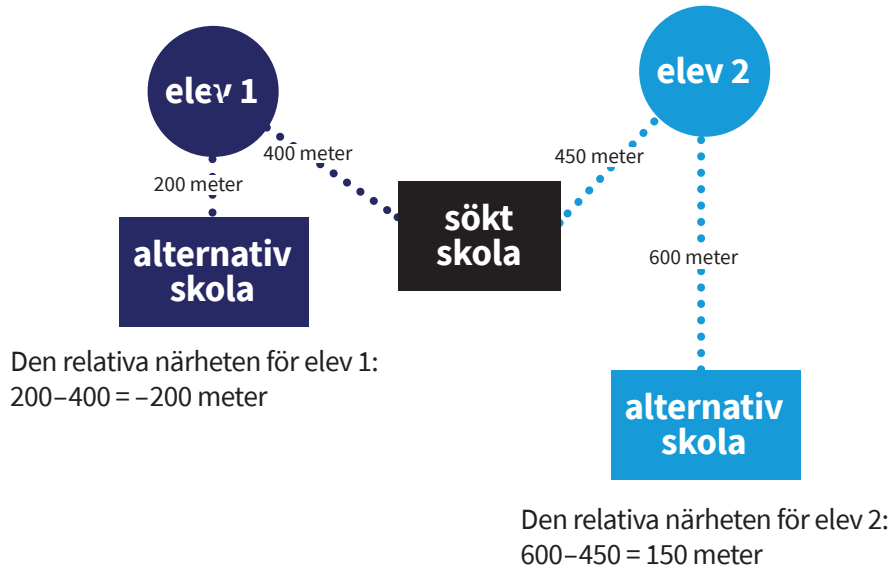 elev 1
elev 2
400 meter
450 meter
200 meter
sökt
skola
alternativ
skola
600 meter
Den relativa närheten för elev 1:
200–400 = –200 meter
alternativ
skola
Den relativa närheten för elev 2:
600–450 = 150 meter